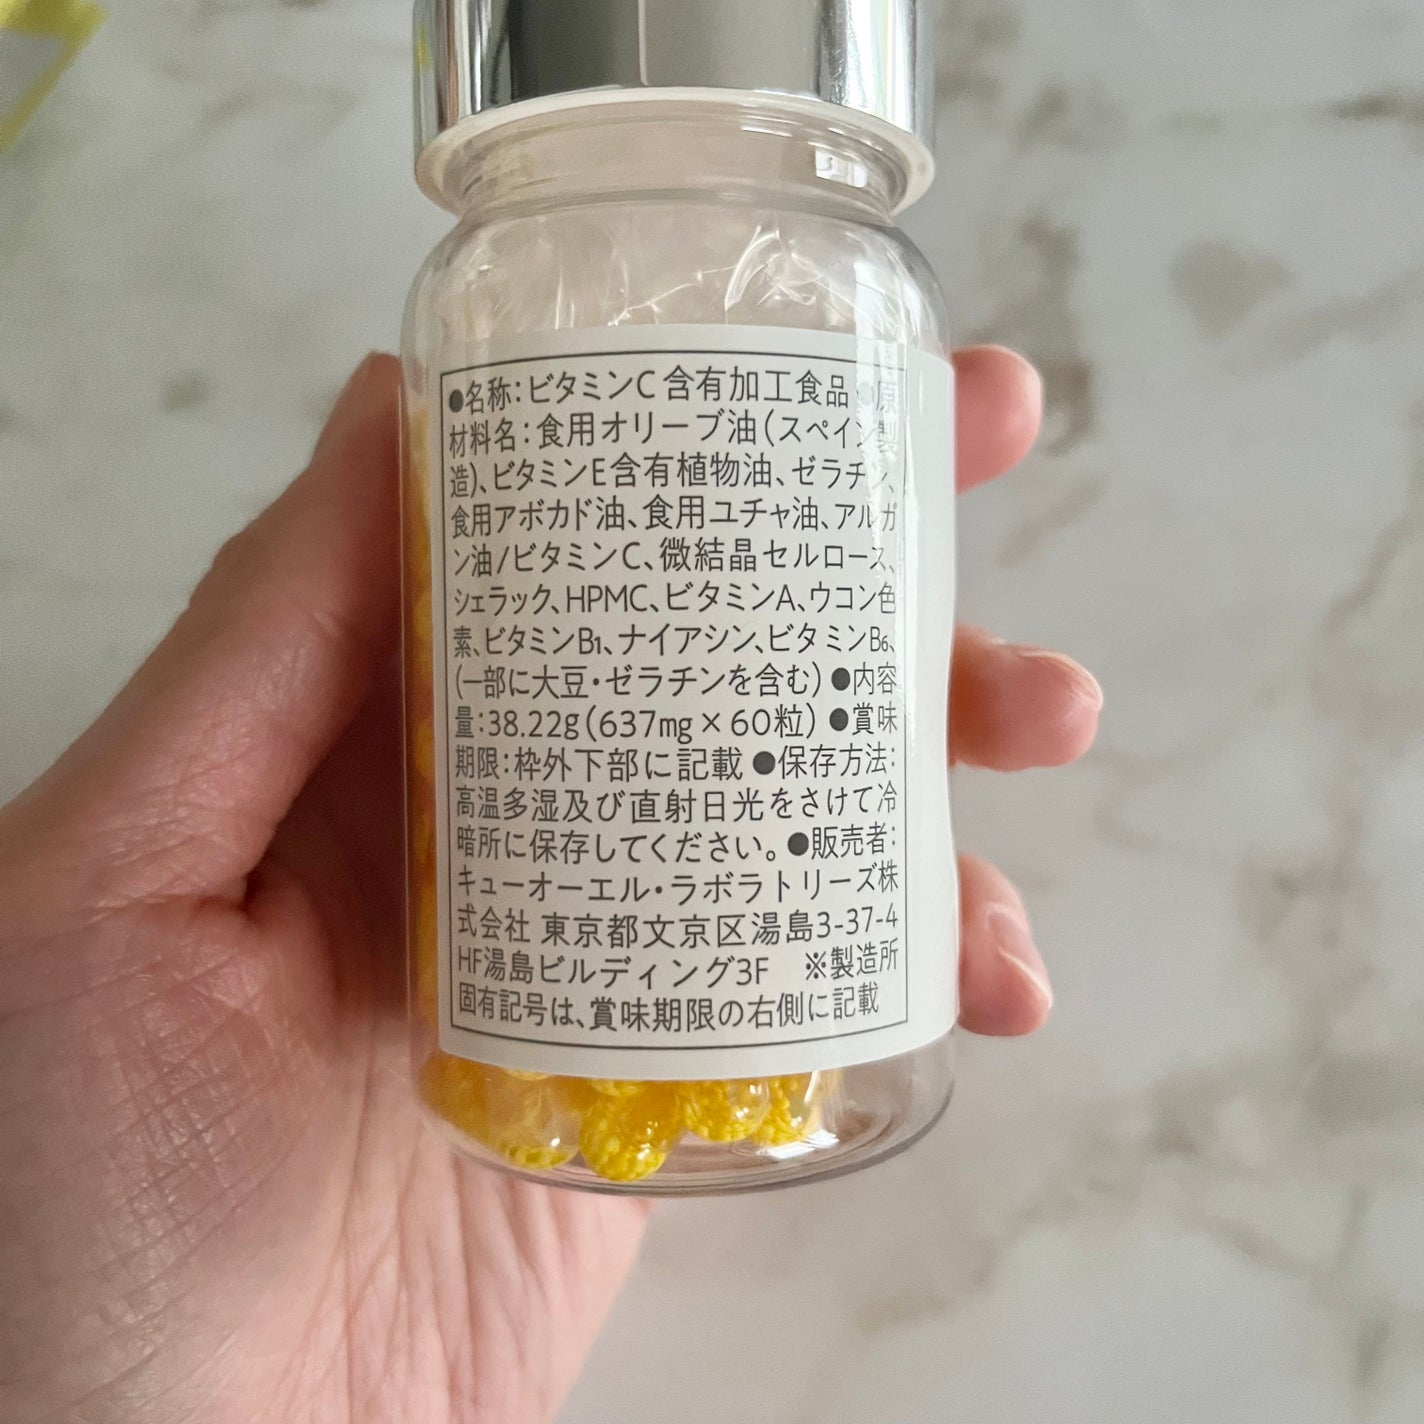 ●名称：ビタミンC含有加工食品 ●原
材料名：食用オリーブ油（スペイン製
造）、ビタミンE含有植物油、ゼラチン、
食用アボカド油、食用ユチャ油、アルガ
ン油/ビタミンC、微結晶セルロース、
シェラック、HPMC、ビタミンA、ウコン色
素、ビタミンB₁、ナイアシン、ビタミンB₆、
（一部に大豆・ゼラチンを含む）●内容
量：38.22g（637㎎×60粒）●賞味
期限：枠外下部に記載 ●保存方法：
高温多湿及び直射日光をさけて冷
暗所に保存してください。●販売者：
キューオーエル・ラボラトリーズ株
式会社 東京都文京区湯島3-37-4
HF湯島ビルディング3F ※製造所
固有記号は、賞味期限の右側に記載